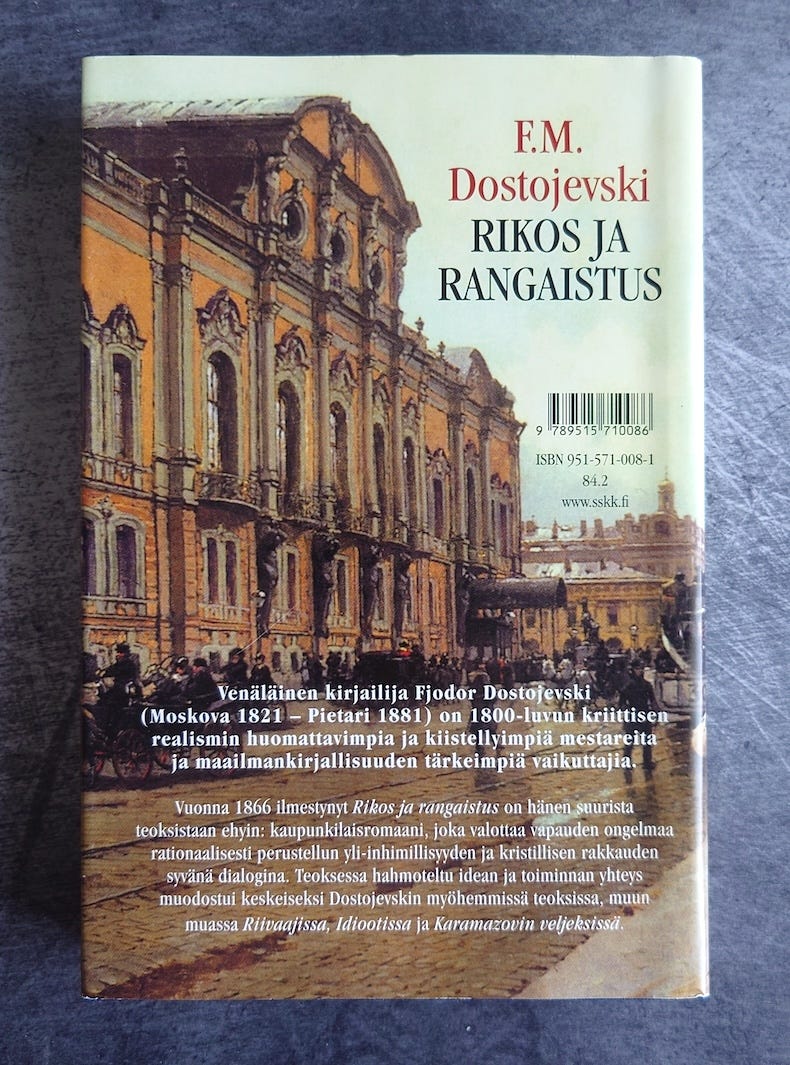 F.M.
Dostojevski
RIKOS JA
RANGAISTUS
9 789515 710086
ISBN 951-571-008-1
84.2
www.sskk.fi
Venäläinen kirjailija Fjodor Dostojevski
(Moskova 1821 – Pietari 1881) on 1800-luvun kriittisen
realismin huomattavimpia ja kiistellyimpiä mestareita
ja maailmankirjallisuuden tärkeimpiä vaikuttajia.
Vuonna 1866 ilmestynyt Rikos ja rangaistus on hänen suurista
teoksistaan ehyin: kaupunkilaisromaani, joka valottaa vapauden ongelmaa
rationaalisesti perustellun yli-inhimillisyyden ja kristillisen rakkauden
syvänä dialogina. Teoksessa hahmoteltu idean ja toiminnan yhteys
muodostui keskeiseksi Dostojevskin myöhemmissä teoksissa, muun
muassa Riivaajissa, Idiootissa ja Karamazovin veljeksissä.